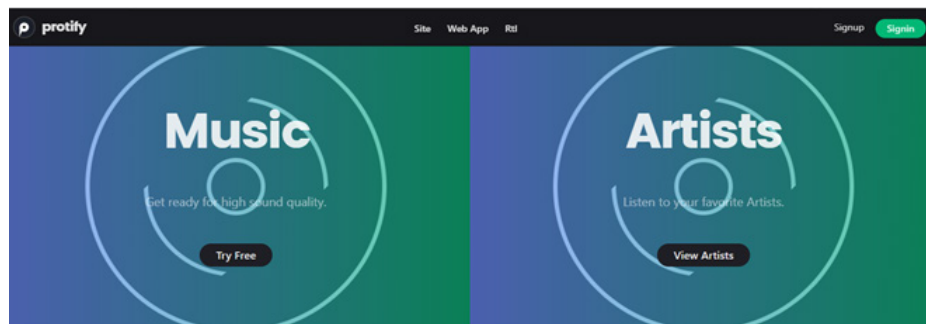 protify Site Web App Rtl Signup Signin
Music
Get ready for high sound quality.
Try Free
Artists
Listen to your favorite Artists.
View Artists